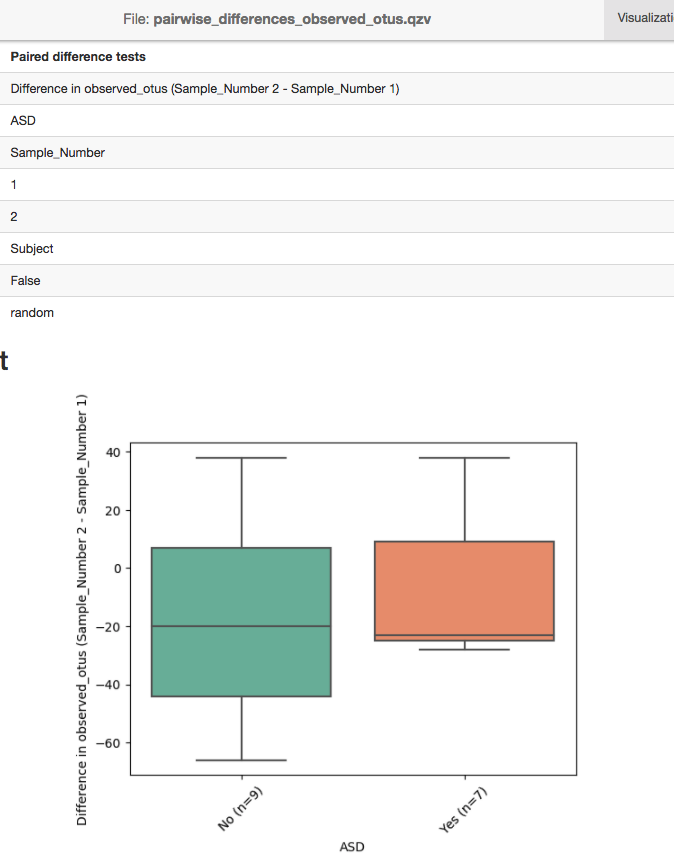 File: pairwise_differences_observed_otus.qzv
Paired difference tests
Difference in observed_otus (Sample_Number 2 - Sample_Number 1)
ASD
Sample_Number
1
2
Subject
False
random
t
Difference in observed_otus (Sample_Number 2 - Sample_Number 1)
40
20
0
−20
−40
−60
No (n=9)
Yes (n=7)
ASD